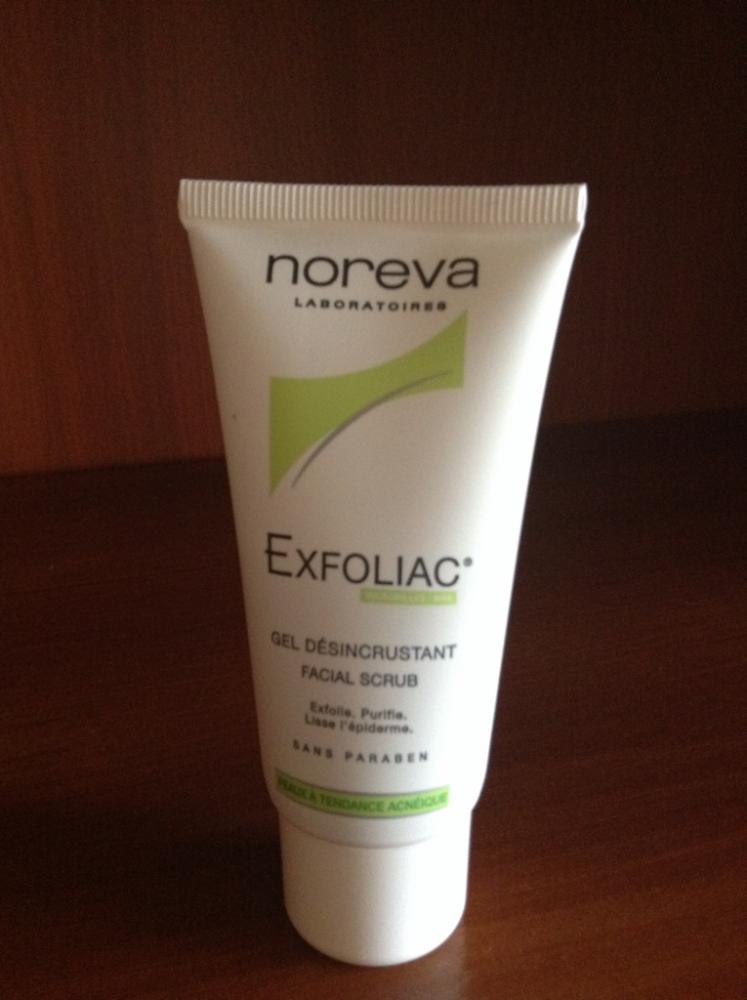 noreva
LABORATOIRES
EXFOLIAC®
GEL DÉSINCRUSTANT
FACIAL SCRUB
Exfolie. Purifie.
Lisse l'épiderme.
SANS PARABEN
PEAUX À TENDANCE ACNÉIQUE